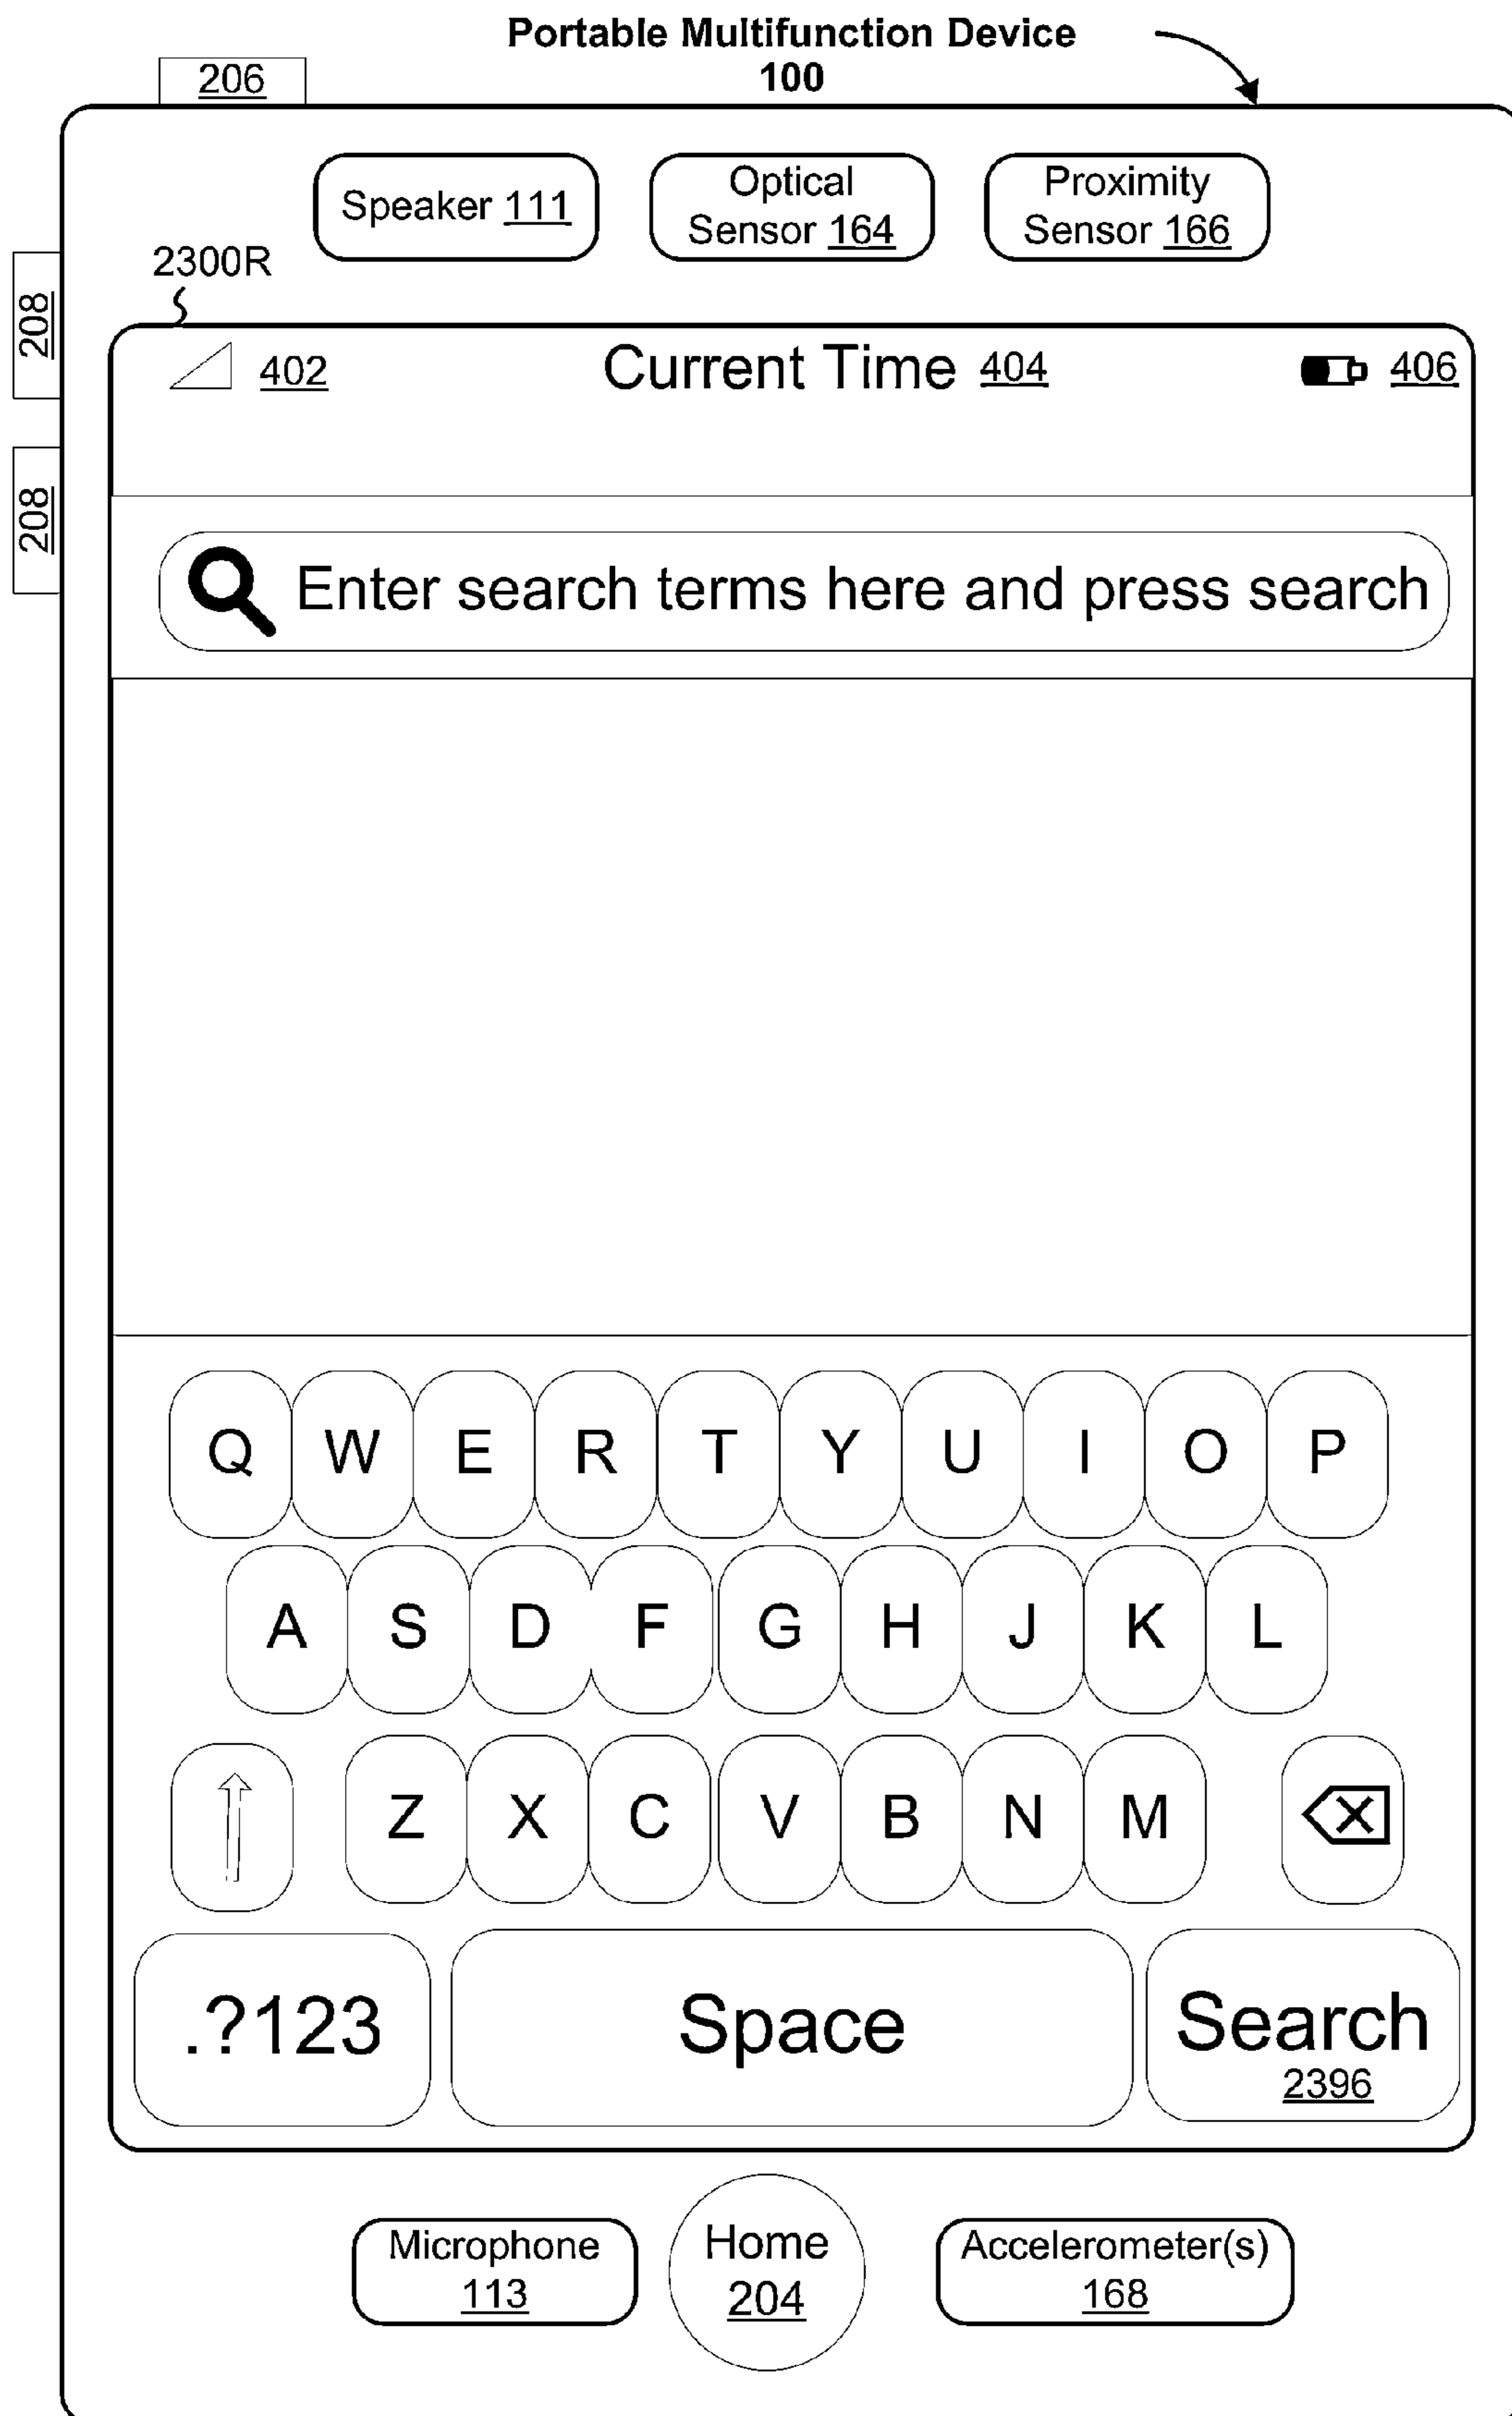 Portable Multifunction Device
100
206
Speaker 111
Optical
Sensor 164
Proximity
Sensor 166
2300R
208
208
402
Current Time 404
406
Enter search terms here and press search
Q W E R T Y U I O P
A S D F G H J K L
Z X C V B N M
.?123
Space
Search
2396
Microphone
113
Home
204
Accelerometer(s)
168